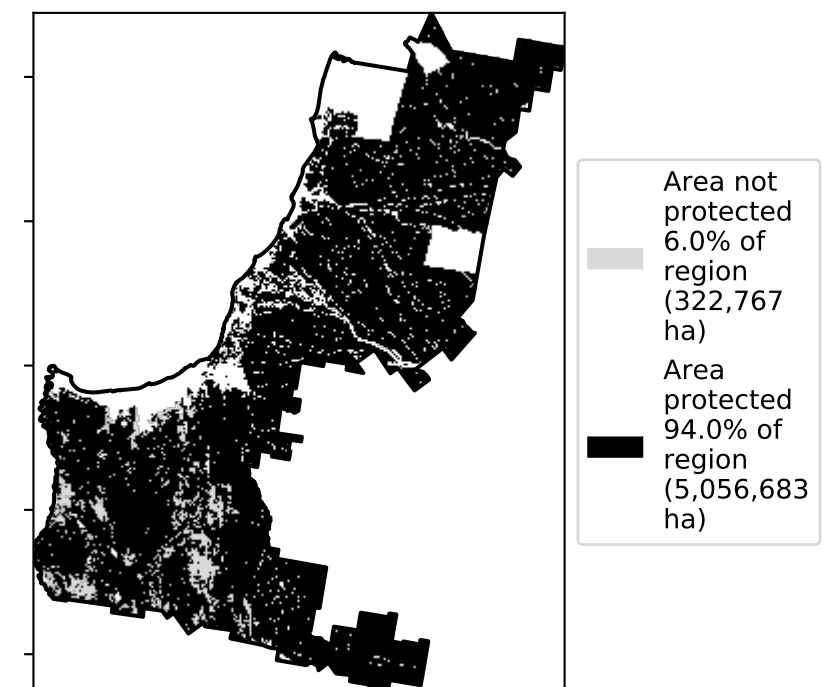 Area not
protected
6.0% of
region
(322,767
ha)
Area
protected
94.0% of
region
(5,056,683
ha)